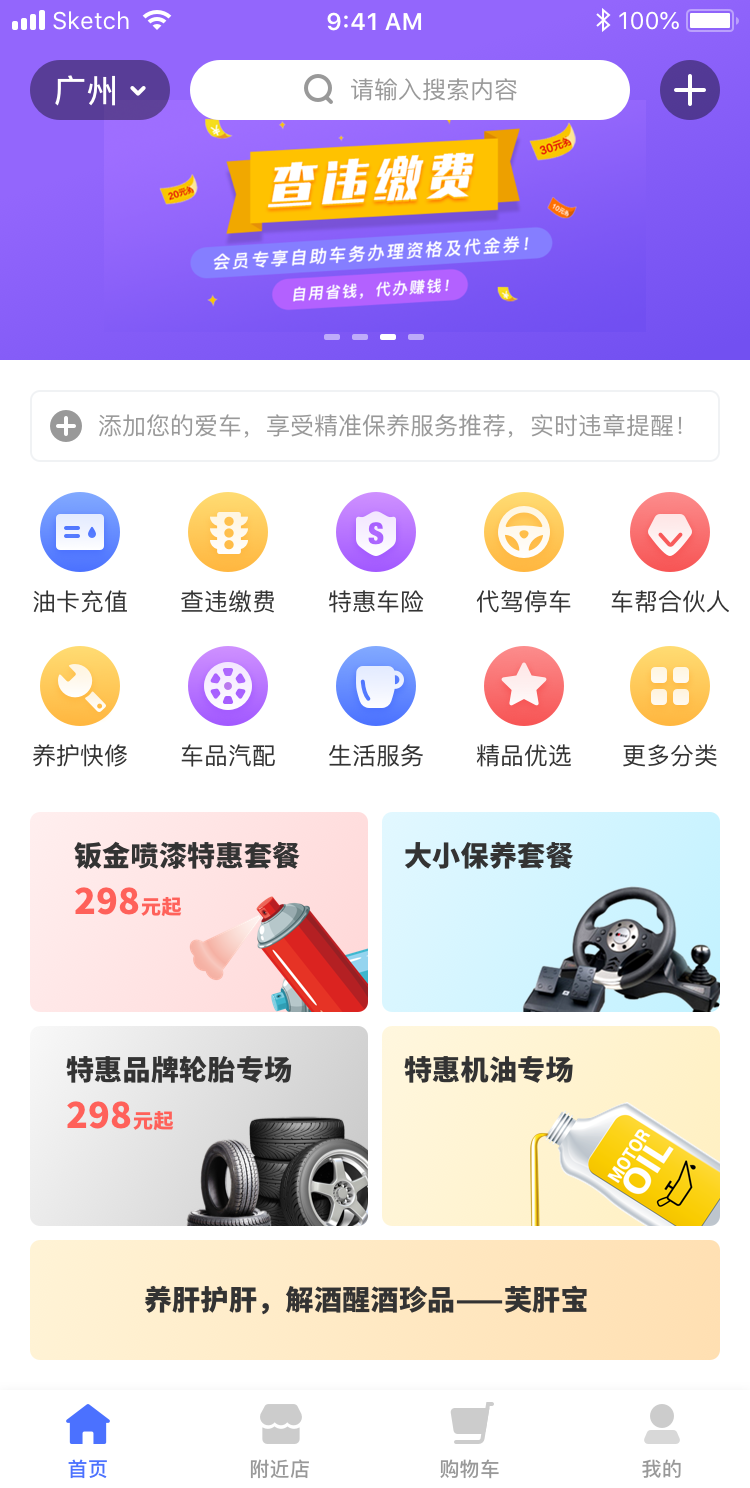 Sketch 9:41 AM 100%
广州 请输入搜索内容
20元券 30元券
查违缴费
10元券
会员专享自助车务办理资格及代金券！
自用省钱，代办赚钱！
添加您的爱车，享受精准保养服务推荐，实时违章提醒！
S
油卡充值 查违缴费 特惠车险 代驾停车 车帮合伙人
养护快修 车品汽配 生活服务 精品优选 更多分类
钣金喷漆特惠套餐 大小保养套餐
298元起
特惠品牌轮胎专场 特惠机油专场
298元起
MOTOR
OIL
养肝护肝，解酒醒酒珍品——芙肝宝
首页 附近店 购物车 我的